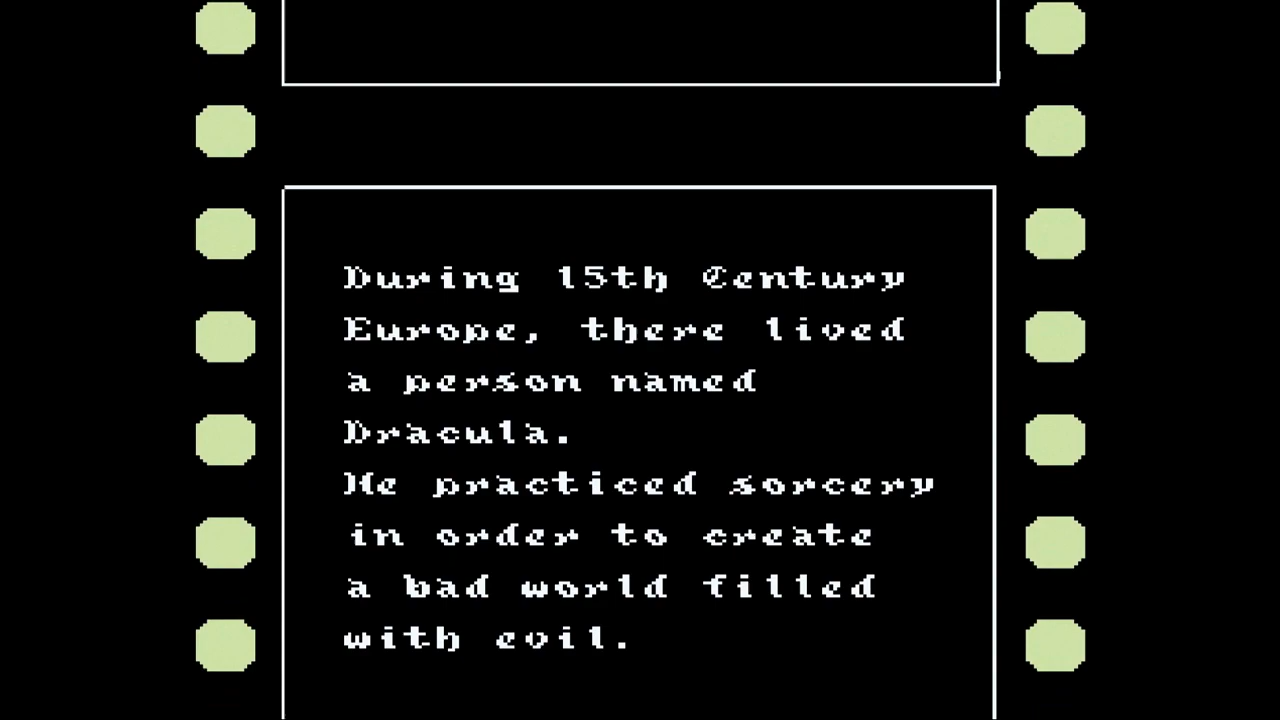 During 15th Century
Europe, there lived
a person named
Dracula.
He practiced sorcery
in order to create
a bad world filled
with evil.